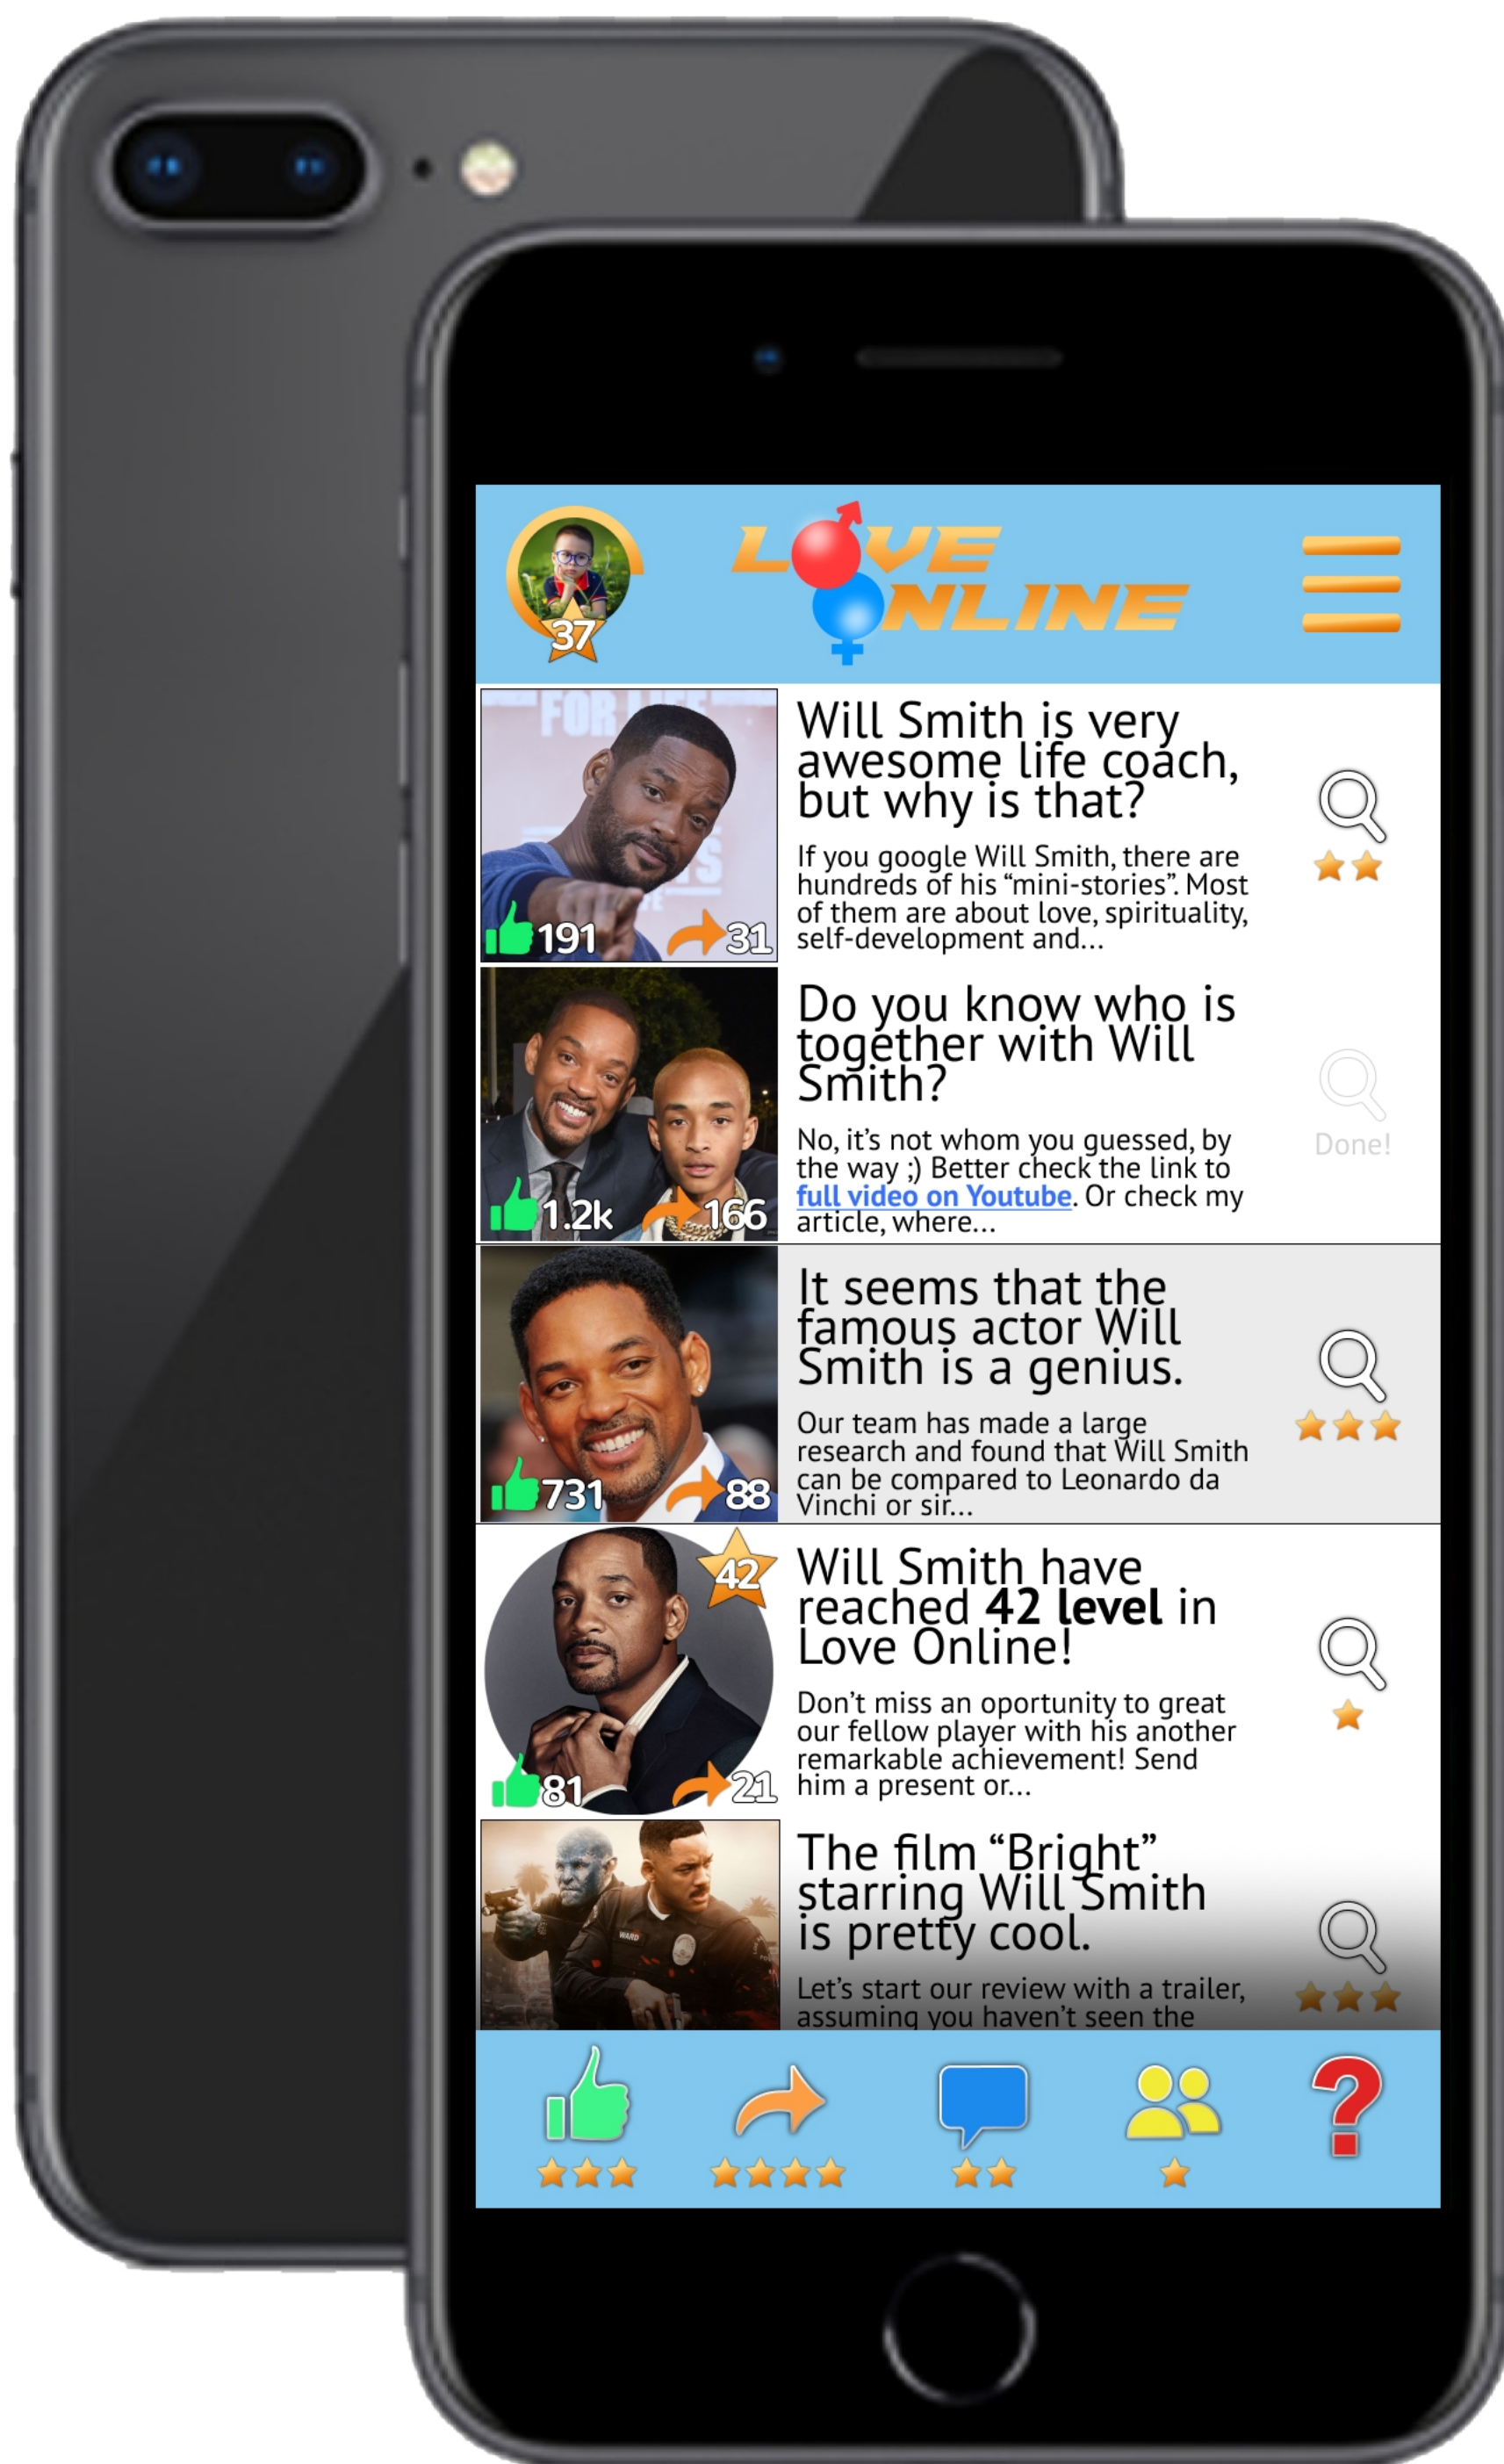 37
LOVE
ONLINE
FOR LIFE
191
31
Will Smith is very
awesome life coach,
but why is that?
If you google Will Smith, there are
hundreds of his “mini-stories”. Most
of them are about love, spirituality,
self-development and...
1.2k
166
Do you know who is
together with Will
Smith?
No, it’s not whom you guessed, by
the way ;) Better check the link to
full video on Youtube. Or check my
article, where...
Done!
731
88
It seems that the
famous actor Will
Smith is a genius.
Our team has made a large
research and found that Will Smith
can be compared to Leonardo da
Vinchi or sir...
42
81
21
Will Smith have
reached 42 level in
Love Online!
Don’t miss an oportunity to great
our fellow player with his another
remarkable achievement! Send
him a present or...
WARD
The film “Bright”
starring Will Smith
is pretty cool.
Let’s start our review with a trailer,
assuming you haven’t seen the
?